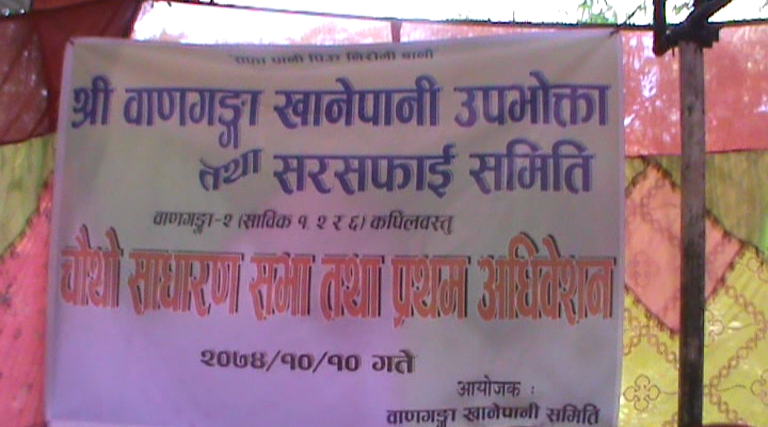 "सफा पानी पिऊ निरोगी बानौ"
श्री वाणगङ्गा खानेपानी उपभोक्ता
तथा सरसफाई समिति
वाणगङ्गा-२ (साविक १, २ र ६) कपिलवस्तु
चौथो साधारण सभा तथा प्रथम अधिवेशन
२०७४/१०/१० गते
आयोजक :
वाणगङ्गा खानेपानी समिति